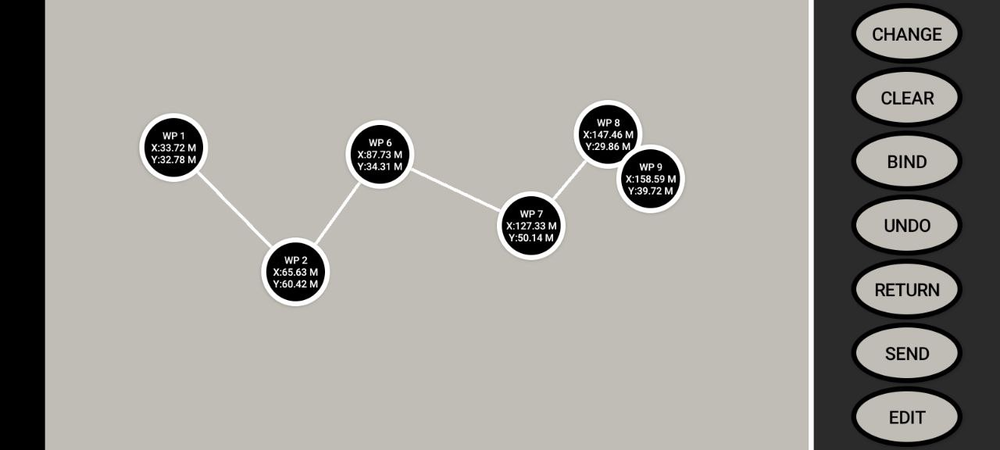 WP 1
X:33.72 M
Y:32.78 M
WP 2
X:65.63 M
Y:60.42 M
WP 6
X:87.73 M
Y:34.31 M
WP 7
X:127.33 M
Y:50.14 M
WP 8
X:147.46 M
Y:29.86 M
WP 9
X:158.59 M
Y:39.72 M
CHANGE
CLEAR
BIND
UNDO
RETURN
SEND
EDIT